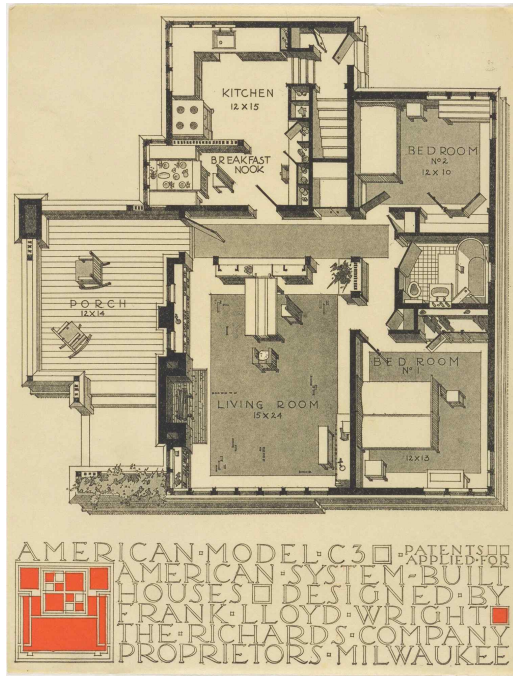 KITCHEN
12 X 15
BREAKFAST
NOOK
BEDROOM
No 2
12 X 10
PORCH
12 X 14
LIVING ROOM
15 X 24
BED ROOM
No 1
12 X 13
AMERICAN·MODEL·C3 ·PATENTS
APPLIED·FOR
AMERICAN·SYSTEM-BUILT
HOUSES DESIGNED·BY
FRANK·LLOYD·WRIGHT
THE·RICHARDS·COMPANY
PROPRIETORS·MILWAUKEE